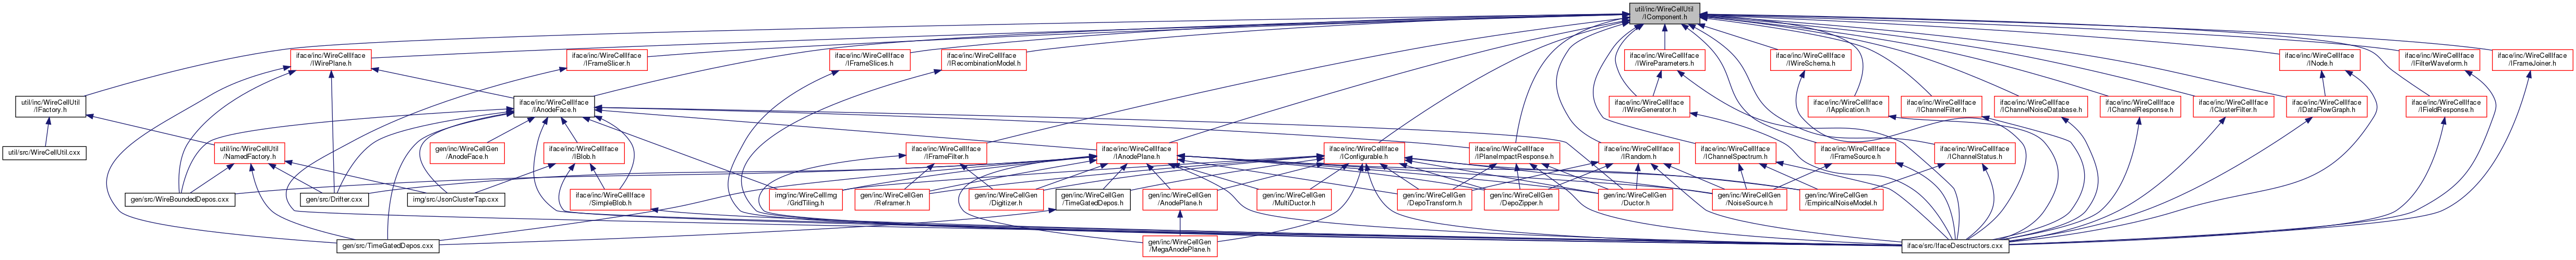 util/inc/WireCellUtil
/IComponent.h
iface/inc/WireCellIface
/IWirePlane.h
iface/inc/WireCellIface
/IFrameSlicer.h
iface/inc/WireCellIface
/IFrameSlices.h
iface/inc/WireCellIface
/IRecombinationModel.h
iface/inc/WireCellIface
/IWireParameters.h
iface/inc/WireCellIface
/IWireSchema.h
iface/inc/WireCellIface
/INode.h
iface/inc/WireCellIface
/IFilterWaveform.h
iface/inc/WireCellIface
/IFrameJoiner.h
util/inc/WireCellUtil
/IFactory.h
iface/inc/WireCellIface
/IAnodeFace.h
iface/inc/WireCellIface
/IWireGenerator.h
iface/inc/WireCellIface
/IApplication.h
iface/inc/WireCellIface
/IChannelFilter.h
iface/inc/WireCellIface
/IChannelNoiseDatabase.h
iface/inc/WireCellIface
/IChannelResponse.h
iface/inc/WireCellIface
/IClusterFilter.h
iface/inc/WireCellIface
/IDataFlowGraph.h
iface/inc/WireCellIface
/IFieldResponse.h
util/src/WireCellUtil.cxx
util/inc/WireCellUtil
/NamedFactory.h
gen/inc/WireCellGen
/AnodeFace.h
iface/inc/WireCellIface
/IBlob.h
iface/inc/WireCellIface
/IFrameFilter.h
iface/inc/WireCellIface
/IAnodePlane.h
iface/inc/WireCellIface
/IConfigurable.h
iface/inc/WireCellIface
/IPlaneImpactResponse.h
iface/inc/WireCellIface
/IRandom.h
iface/inc/WireCellIface
/IChannelSpectrum.h
iface/inc/WireCellIface
/IFrameSource.h
iface/inc/WireCellIface
/IChannelStatus.h
gen/src/WireBoundedDepos.cxx
gen/src/Drifter.cxx
img/src/JsonClusterTap.cxx
iface/inc/WireCellIface
/SimpleBlob.h
img/inc/WireCellImg
/GridTiling.h
gen/inc/WireCellGen
/Reframer.h
gen/inc/WireCellGen
/Digitizer.h
gen/inc/WireCellGen
/TimeGatedDepos.h
gen/inc/WireCellGen
/AnodePlane.h
gen/inc/WireCellGen
/MultiDuctor.h
gen/inc/WireCellGen
/DepoTransform.h
gen/inc/WireCellGen
/DepoZipper.h
gen/inc/WireCellGen
/Ductor.h
gen/inc/WireCellGen
/NoiseSource.h
gen/inc/WireCellGen
/EmpiricalNoiseModel.h
gen/src/TimeGatedDepos.cxx
gen/inc/WireCellGen
/MegaAnodePlane.h
iface/src/IfaceDesctructors.cxx